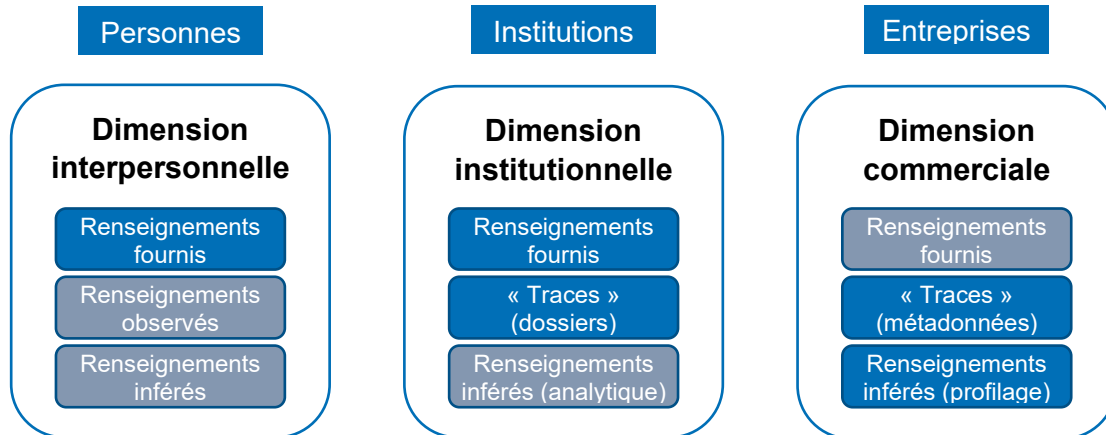 Personnes
Institutions
Entreprises
Dimension
interpersonnelle
Renseignements
fournis
Renseignements
observés
Renseignements
inférés
Dimension
institutionnelle
Renseignements
fournis
« Traces »
(dossiers)
Renseignements
inférés (analytique)
Dimension
commerciale
Renseignements
fournis
« Traces »
(métadonnées)
Renseignements
inférés (profilage)